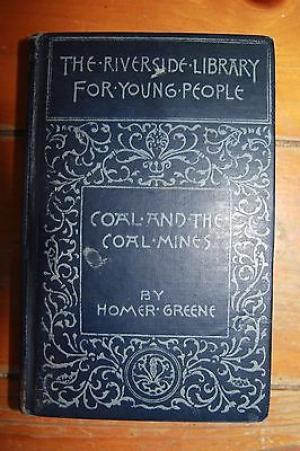 THE·RIVERSIDE·LIBRARY
FOR·YOUNG·PEOPLE
COAL·AND·THE
COAL·MINES
BY
HOMER·GREENE